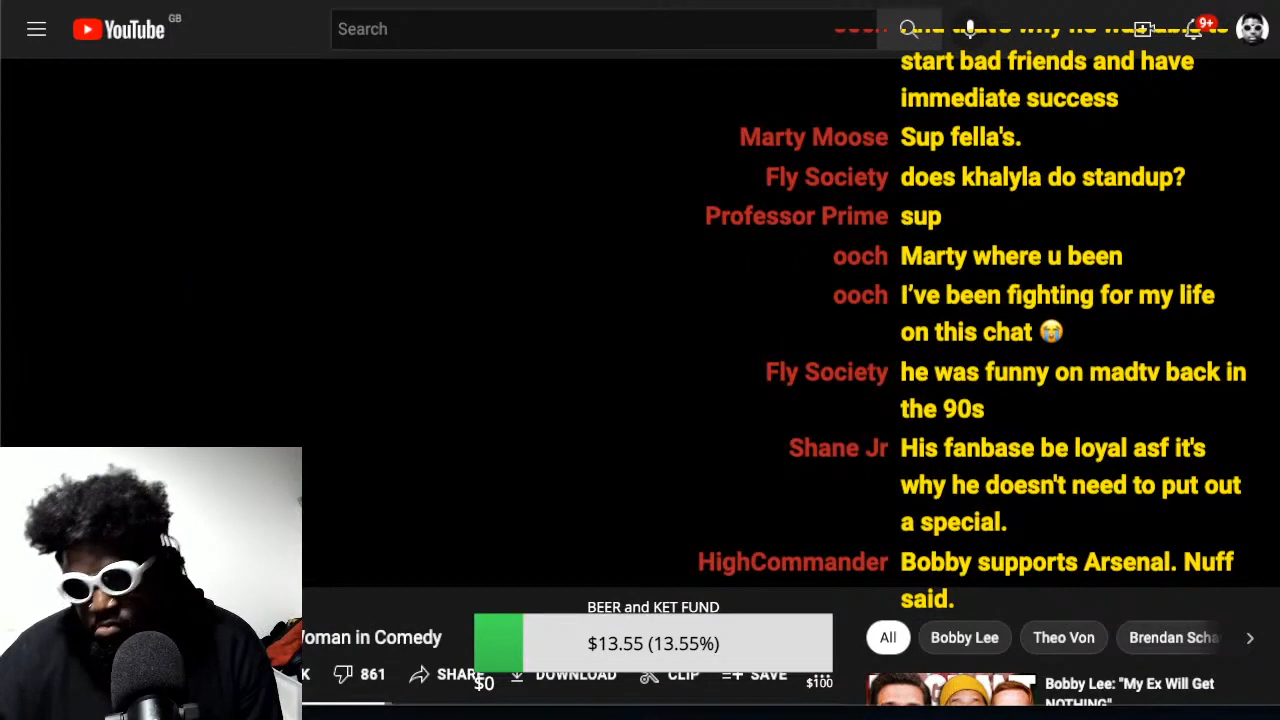 YouTube GB
Search
9+
start bad friends and have
immediate success
Marty Moose Sup fella's.
Fly Society does khalyla do standup?
Professor Prime sup
ooch Marty where u been
ooch I've been fighting for my life
on this chat 😭
Fly Society he was funny on madtv back in
the 90s
Shane Jr His fanbase be loyal asf it's
why he doesn't need to put out
a special.
HighCommander Bobby supports Arsenal. Nuff
said.
BEER and KET FUND
$13.55 (13.55%)
$0
$100
Woman in Comedy
K 861 SHARE DOWNLOAD CLIP SAVE
All Bobby Lee Theo Von Brendan Scha
Bobby Lee: "My Ex Will Get
NOTHING"